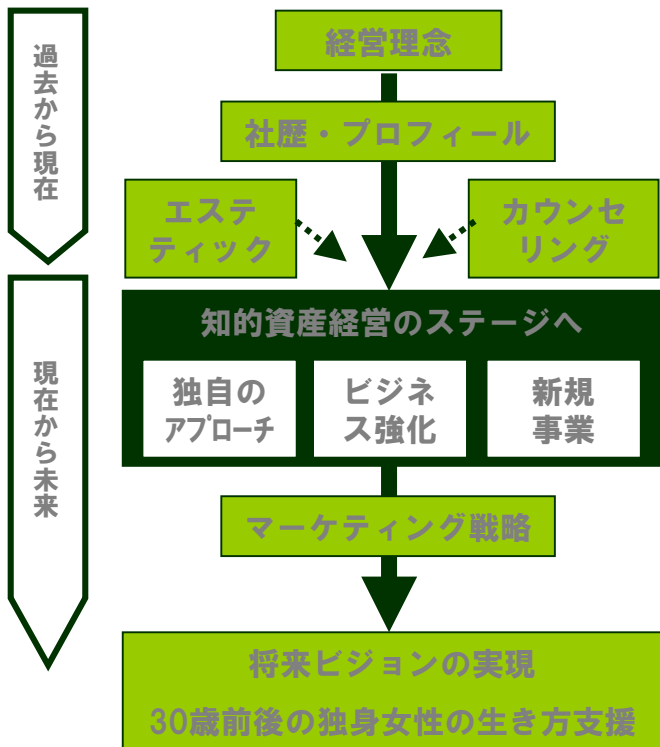 過去から現在
経営理念
社歴・プロフィール
エステ
ティック
カウンセ
リング
現在から未来
知的資産経営のステージへ
独自の
アプローチ
ビジネ
ス強化
新規
事業
マーケティング戦略
将来ビジョンの実現
30歳前後の独身女性の生き方支援